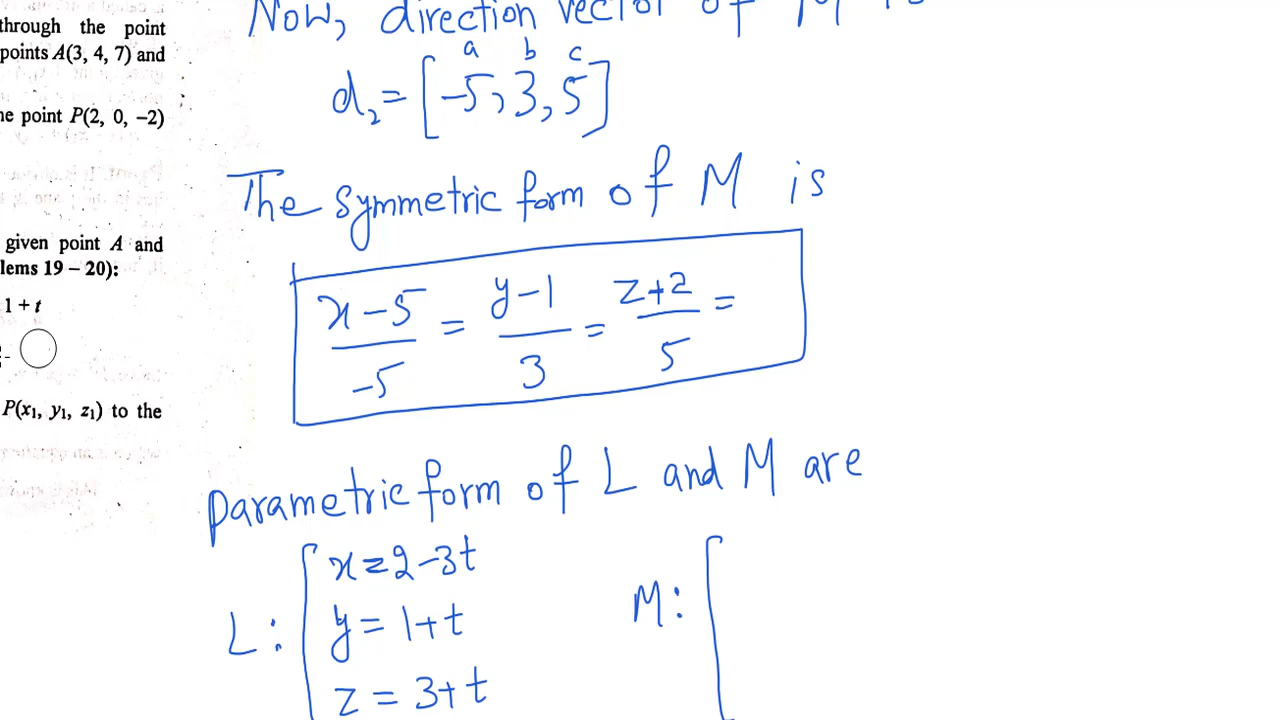 through the point
points A(3, 4, 7) and
ne point P(2, 0, −2)
given point A and
lems 19 – 20):
1 + t
P(x₁, y₁, z₁) to the
Now, direction vector of M
a b c
d₂ = [-5, 3, 5]
The symmetric form of M is
x-5/-5 = y-1/3 = z+2/5 =
parametric form of L and M are
L: x=2-3t
y = 1+t
z = 3+t
M: